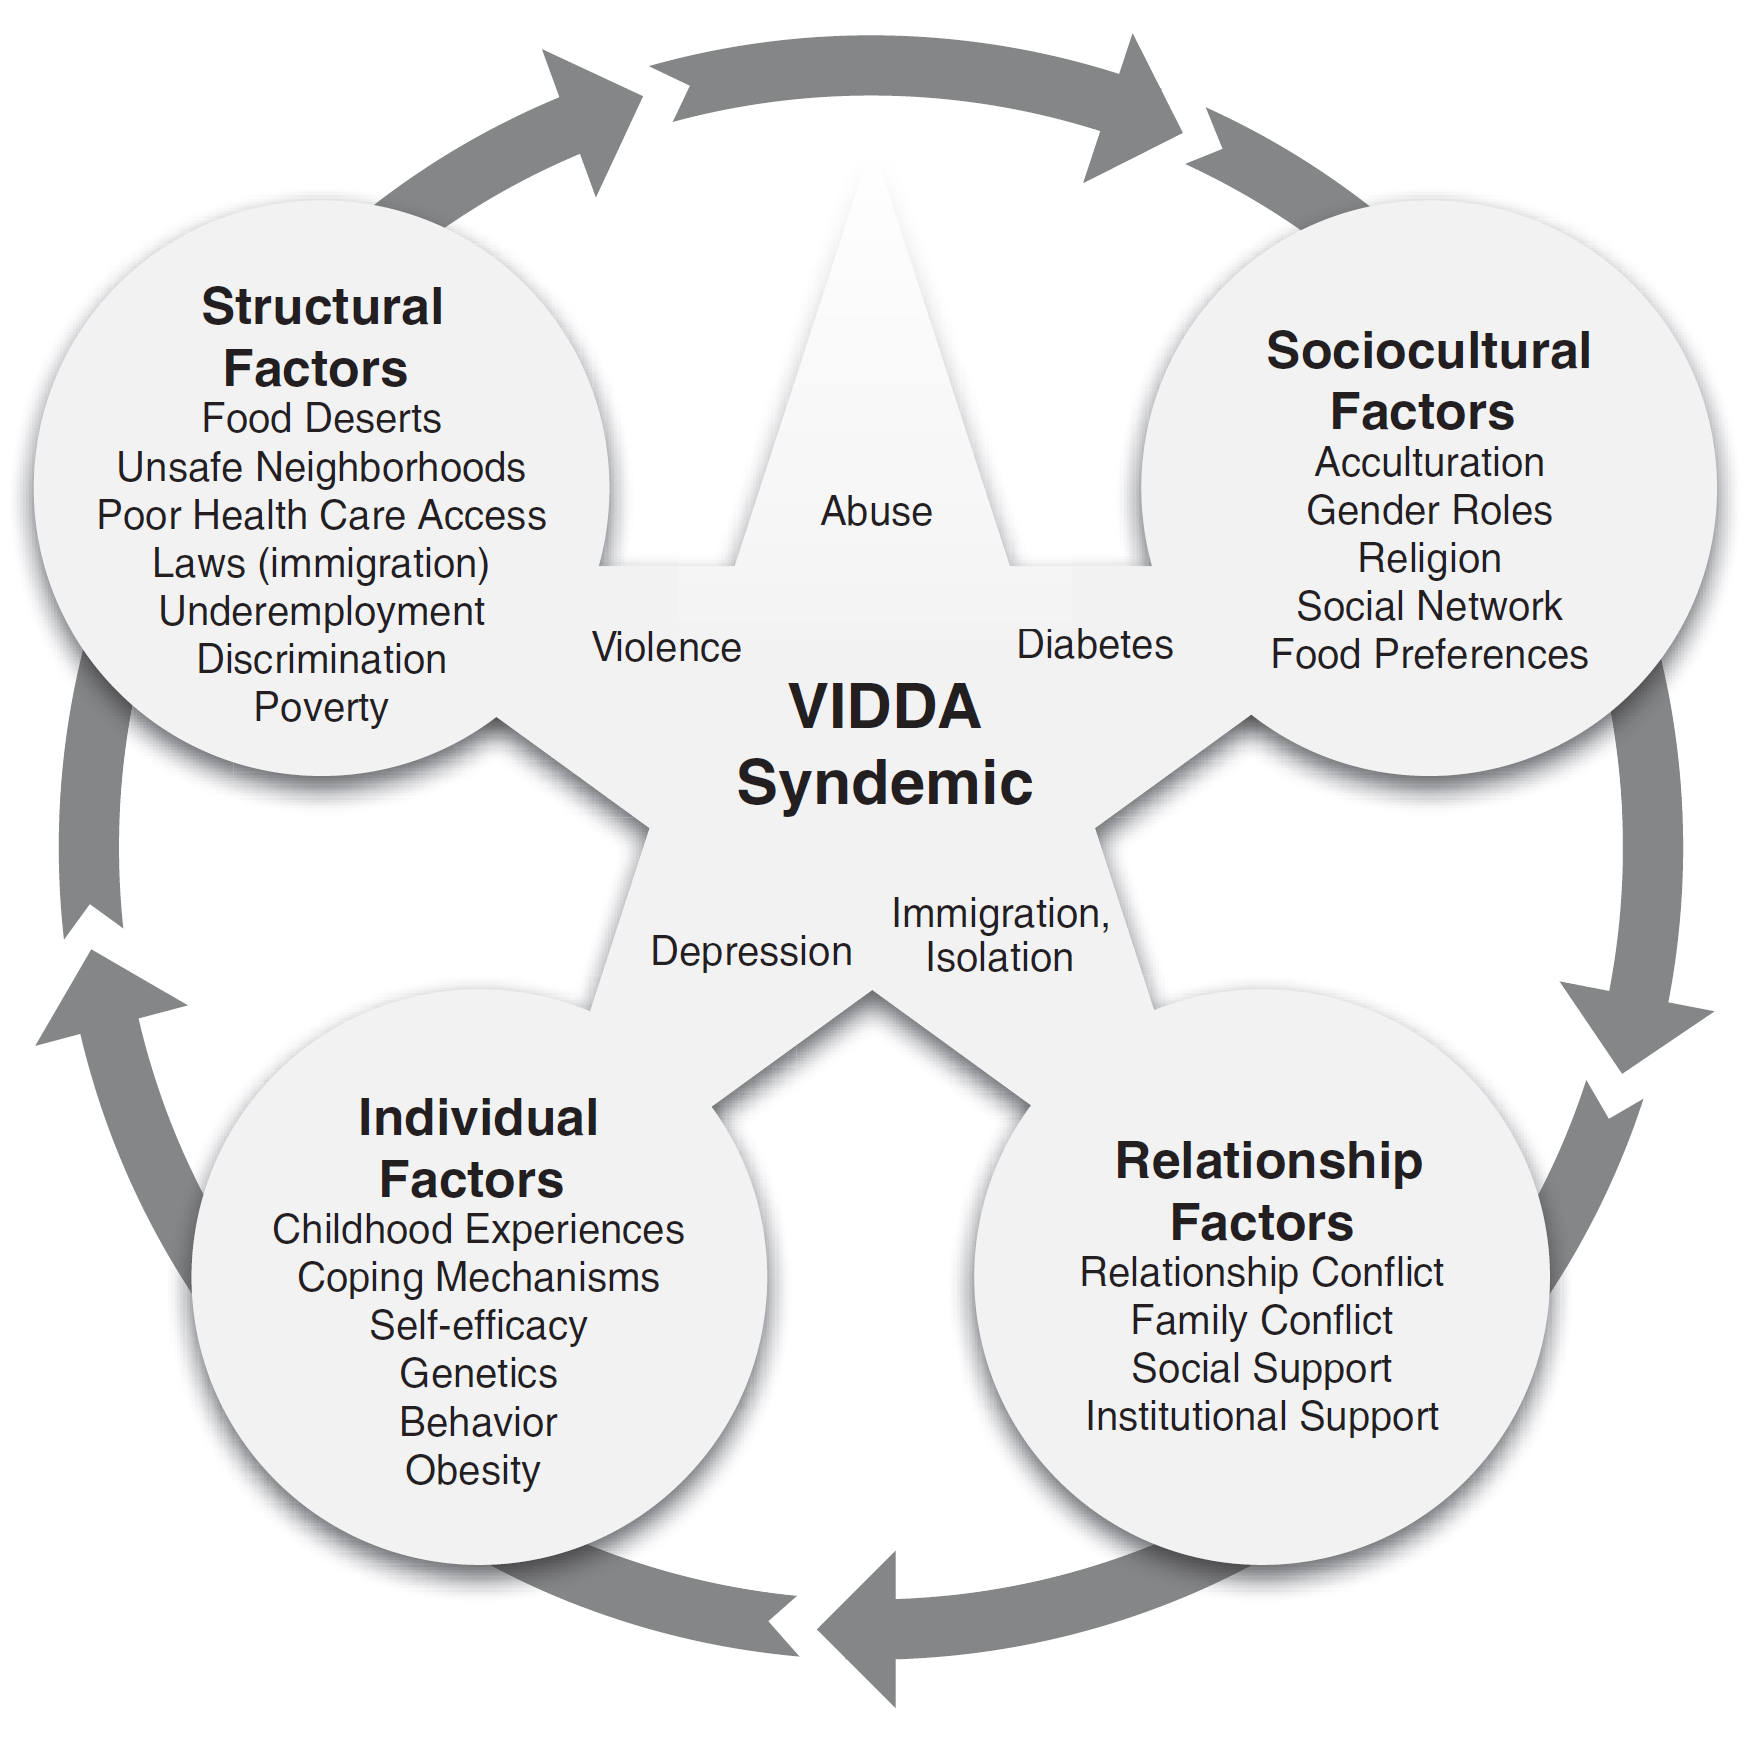 Structural
Factors
Food Deserts
Unsafe Neighborhoods
Poor Health Care Access
Laws (immigration)
Underemployment
Discrimination
Poverty
Sociocultural
Factors
Acculturation
Gender Roles
Religion
Social Network
Food Preferences
Abuse
Violence
Diabetes
VIDDA
Syndemic
Depression
Immigration,
Isolation
Individual
Factors
Childhood Experiences
Coping Mechanisms
Self-efficacy
Genetics
Behavior
Obesity
Relationship
Factors
Relationship Conflict
Family Conflict
Social Support
Institutional Support